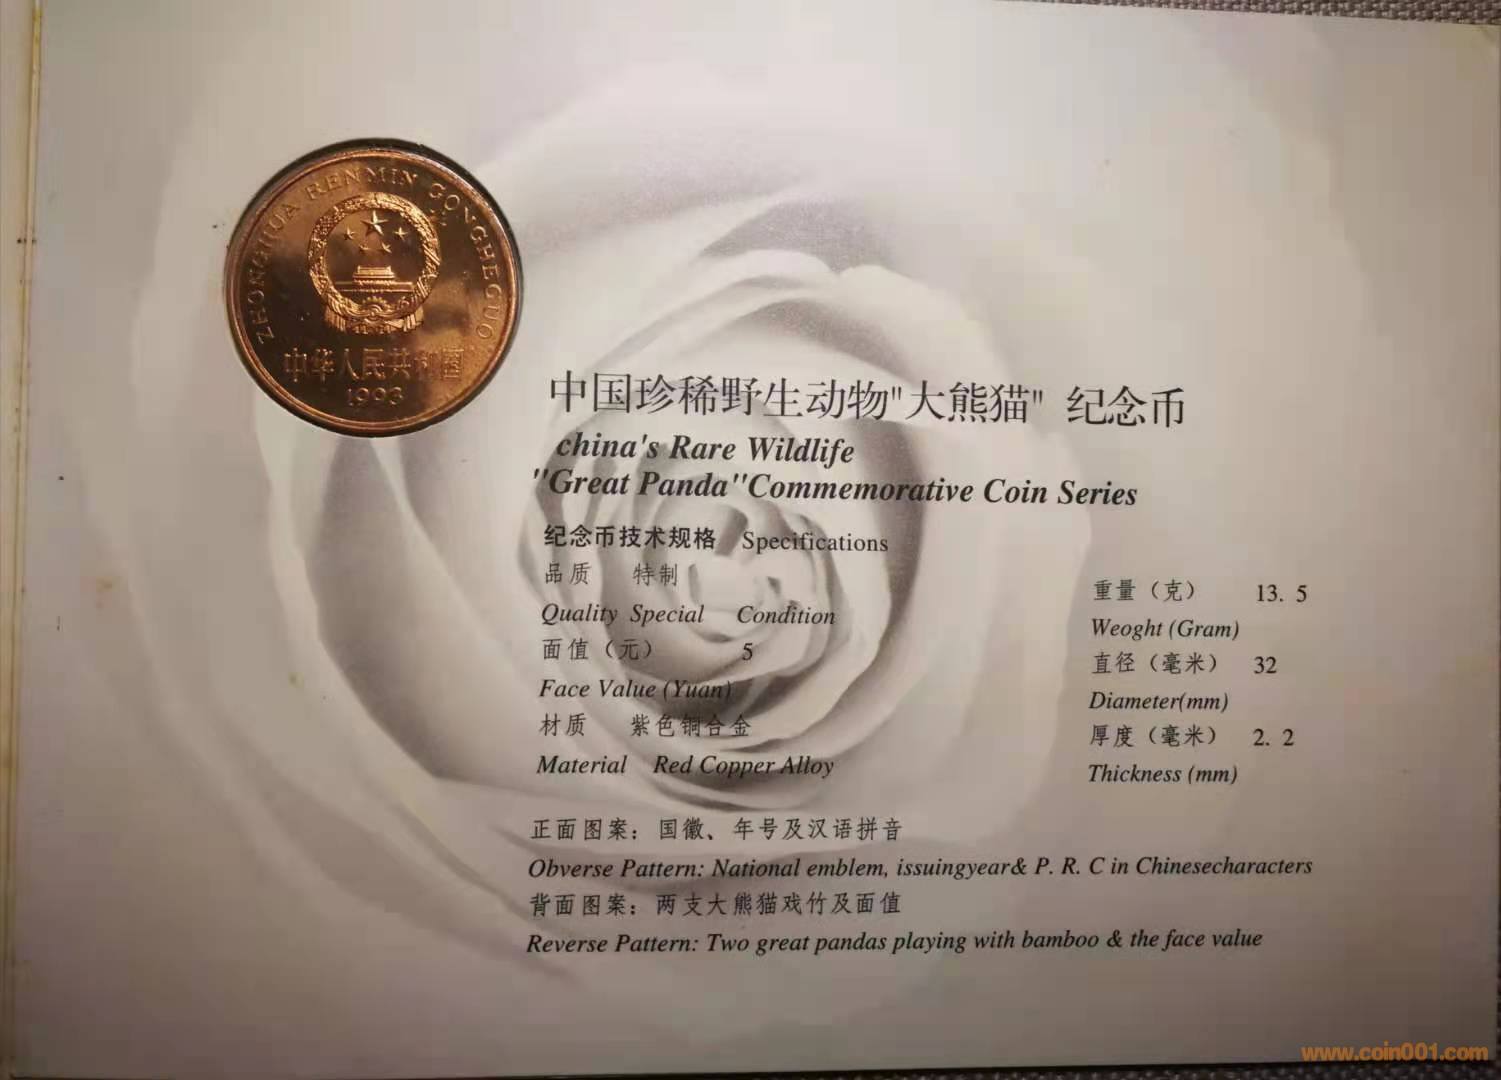 ZHONGHUA RENMIN GONGHEGUO
中华人民共和国
1993
中国珍稀野生动物"大熊猫" 纪念币
china's Rare Wildlife
"Great Panda"Commemorative Coin Series
纪念币技术规格 Specifications
品质 特制
Quality Special Condition
面值（元） 5
Face Value (Yuan)
材质 紫色铜合金
Material Red Copper Alloy
重量（克） 13. 5
Weoght (Gram)
直径（毫米） 32
Diameter(mm)
厚度（毫米） 2. 2
Thickness (mm)
正面图案：国徽、年号及汉语拼音
Obverse Pattern: National emblem, issuingyear& P. R. C in Chinesecharacters
背面图案：两支大熊猫戏竹及面值
Reverse Pattern: Two great pandas playing with bamboo & the face value
www.coin001.com